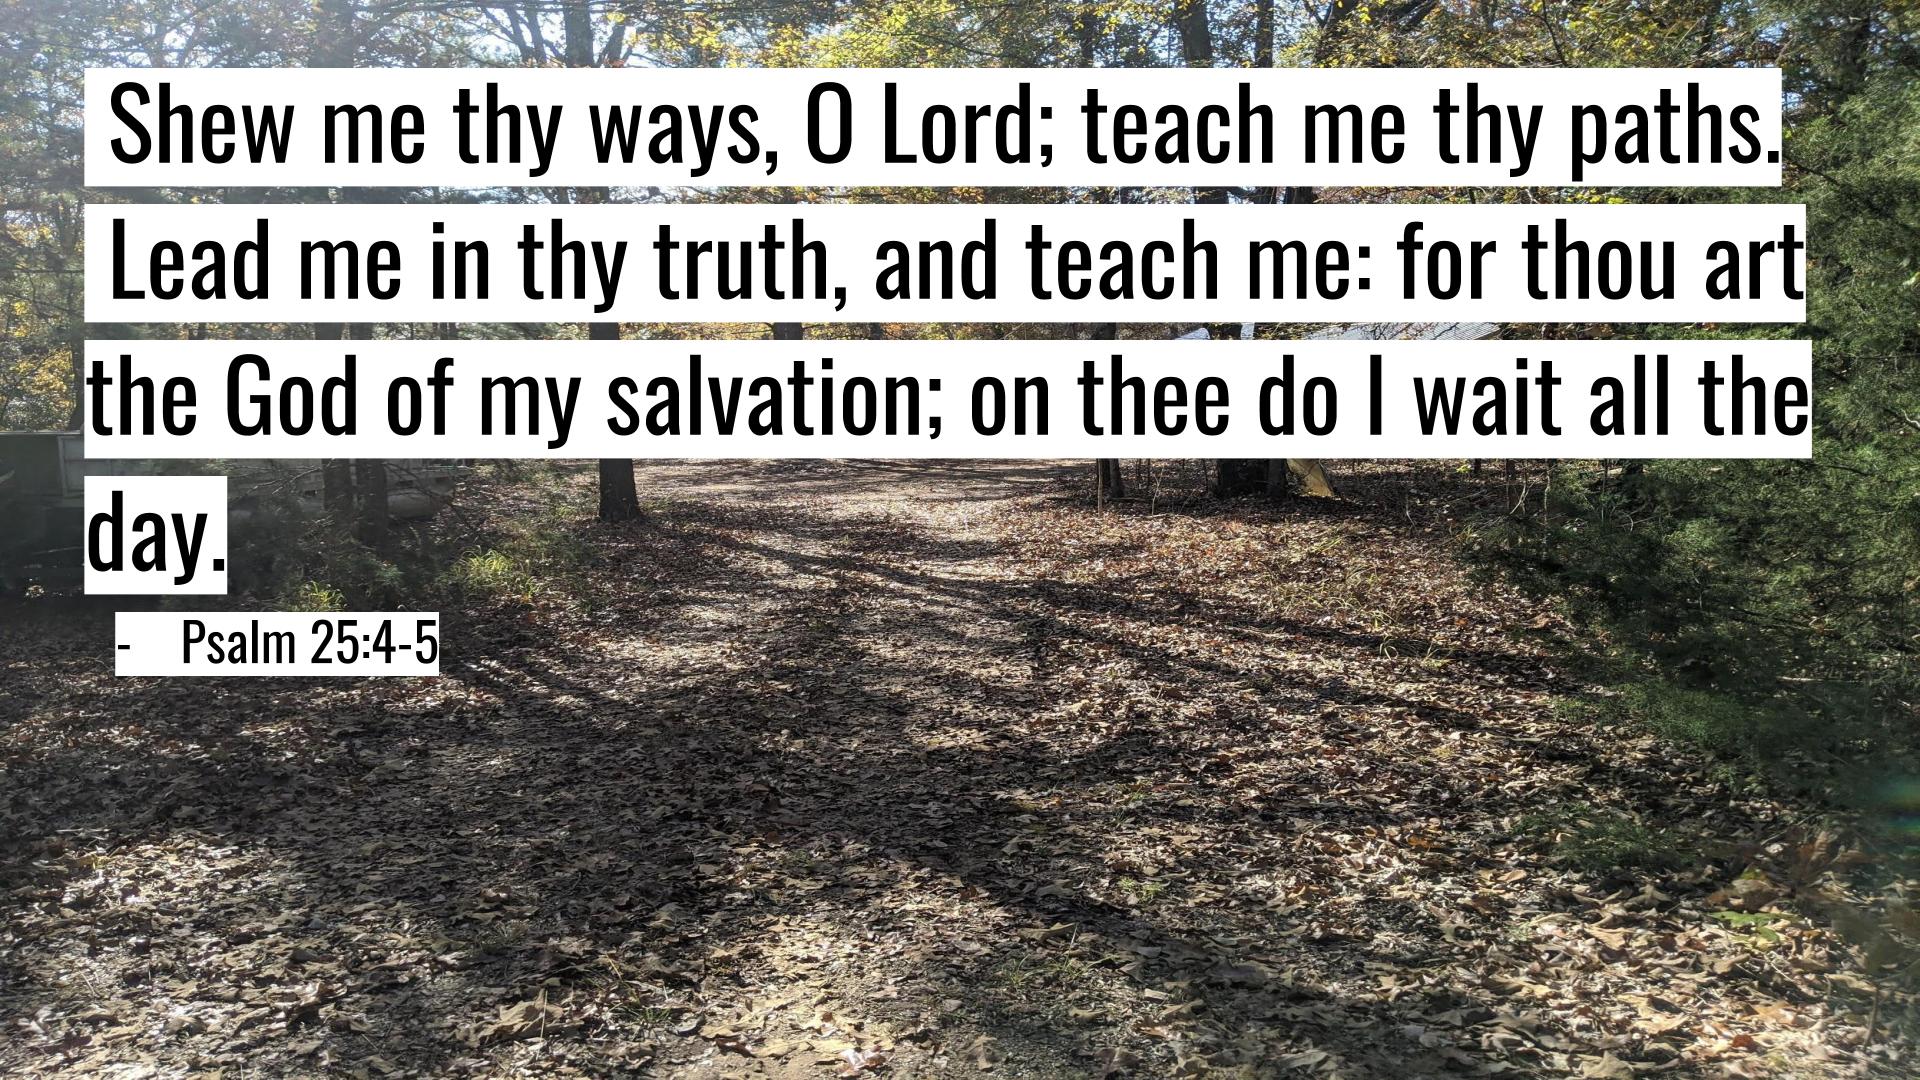 Shew me thy ways, O Lord; teach me thy paths.
Lead me in thy truth, and teach me: for thou art
the God of my salvation; on thee do I wait all the
day.
- Psalm 25:4-5